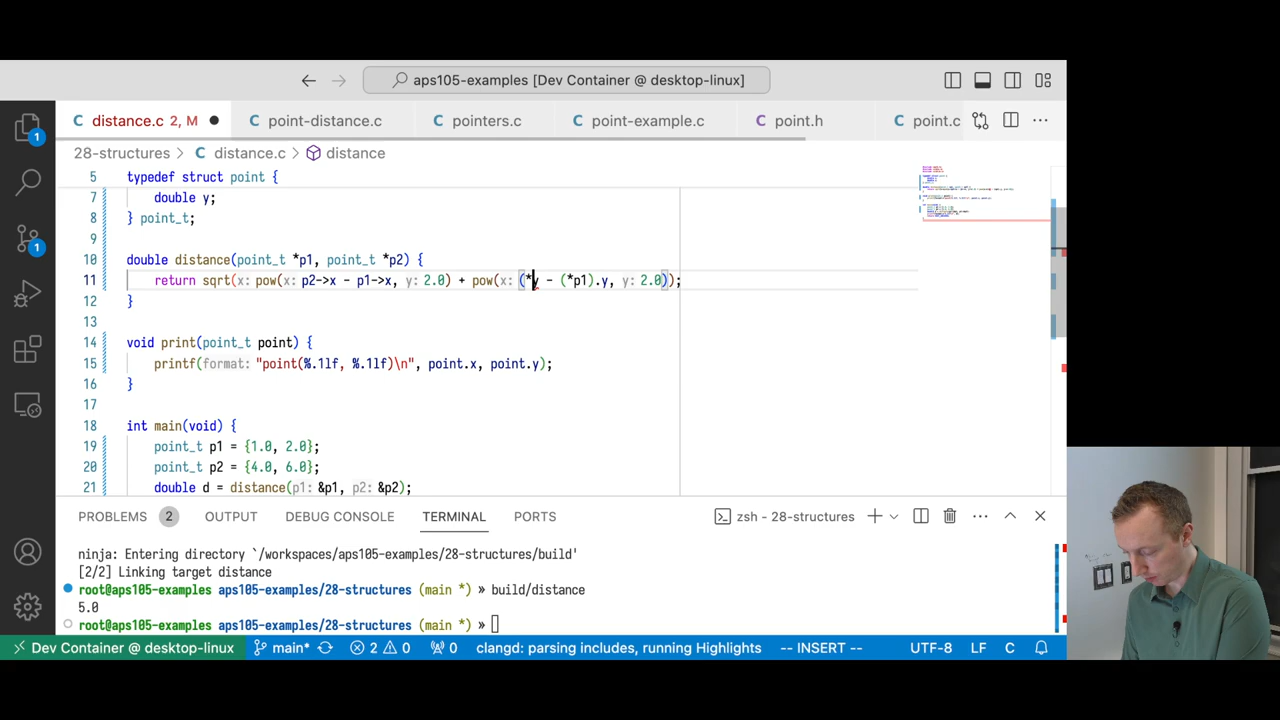 aps105-examples [Dev Container @ desktop-linux]
C distance.c 2, M ● C point-distance.c C pointers.c C point-example.c C point.h C point.c
28-structures > C distance.c > distance
5 typedef struct point {
7 double y;
8 } point_t;
9
10 double distance(point_t *p1, point_t *p2) {
11 return sqrt(x: pow(x: p2->x - p1->x, y: 2.0) + pow(x: (*y - (*p1).y, y: 2.0));
12 }
13
14 void print(point_t point) {
15 printf(format: "point(%.1lf, %.1lf)\n", point.x, point.y);
16 }
17
18 int main(void) {
19 point_t p1 = {1.0, 2.0};
20 point_t p2 = {4.0, 6.0};
21 double d = distance(p1: &p1, p2: &p2);
PROBLEMS 2 OUTPUT DEBUG CONSOLE TERMINAL PORTS zsh - 28-structures
ninja: Entering directory `/workspaces/aps105-examples/28-structures/build'
[2/2] Linking target distance
root@aps105-examples aps105-examples/28-structures (main *) » build/distance
5.0
root@aps105-examples aps105-examples/28-structures (main *) »
Dev Container @ desktop-linux main* 2 0 0 clangd: parsing includes, running Highlights -- INSERT -- UTF-8 LF C